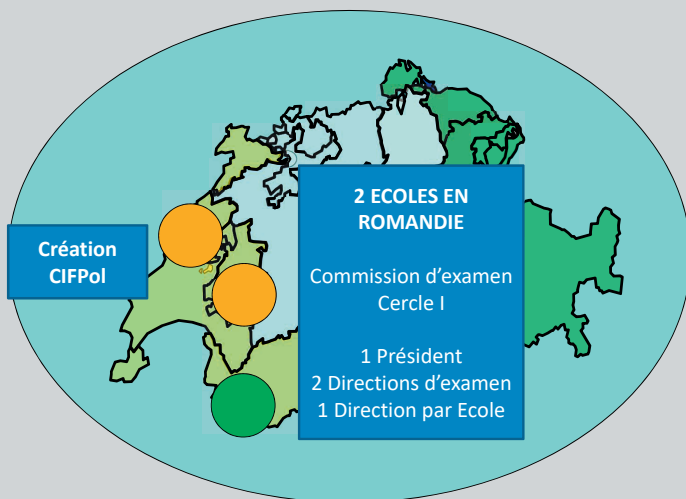 Création
CIFPol
2 ECOLES EN
ROMANDIE
Commission d’examen
Cercle I
1 Président
2 Directions d’examen
1 Direction par Ecole